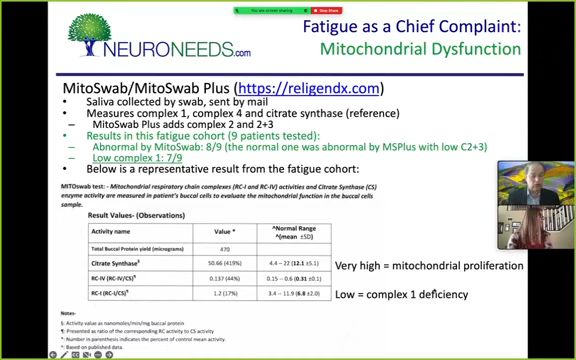 You are screen sharing
Stop Share
NEURONEEDS.com
Fatigue as a Chief Complaint:
Mitochondrial Dysfunction
MitoSwab/MitoSwab Plus (https://religendx.com)
• Saliva collected by swab, sent by mail
• Measures complex 1, complex 4 and citrate synthase (reference)
– MitoSwab Plus adds complex 2 and 2+3
• Results in this fatigue cohort (9 patients tested):
– Abnormal by MitoSwab: 8/9 (the normal one was abnormal by MSPlus with low C2+3)
– Low complex 1: 7/9
• Below is a representative result from the fatigue cohort:
MITOswab test: - Mitochondrial respiratory chain complexes (RC-I and RC-IV) activities and Citrate Synthase (CS)
enzyme activity are measured in patient's buccal cells to evaluate the mitochondrial function in the buccal cells
sample.
Result Values- (Observations)
Activity name Value * ^Normal Range
^(mean ±SD)
Total Buccal Protein yield (micrograms) 470
Citrate Synthase§ 50.66 (419%) 4.4 – 22 (12.1 ±5.1)
RC-IV (RC-IV/CS)¶ 0.137 (44%) 0.15 – 0.6 (0.31 ±0.1)
RC-I (RC-I/CS)¶ 1.2 (17%) 3.4 – 11.9 (6.8 ±2.0)
Very high = mitochondrial proliferation
Low = complex 1 deficiency
Notes:
§: Activity value as nanomoles/min/mg buccal protein
¶: Presented as ratio of the corresponding RC activity to CS activity
*: Number in parenthesis indicates the percent of control mean activity.
^: Based on published data.